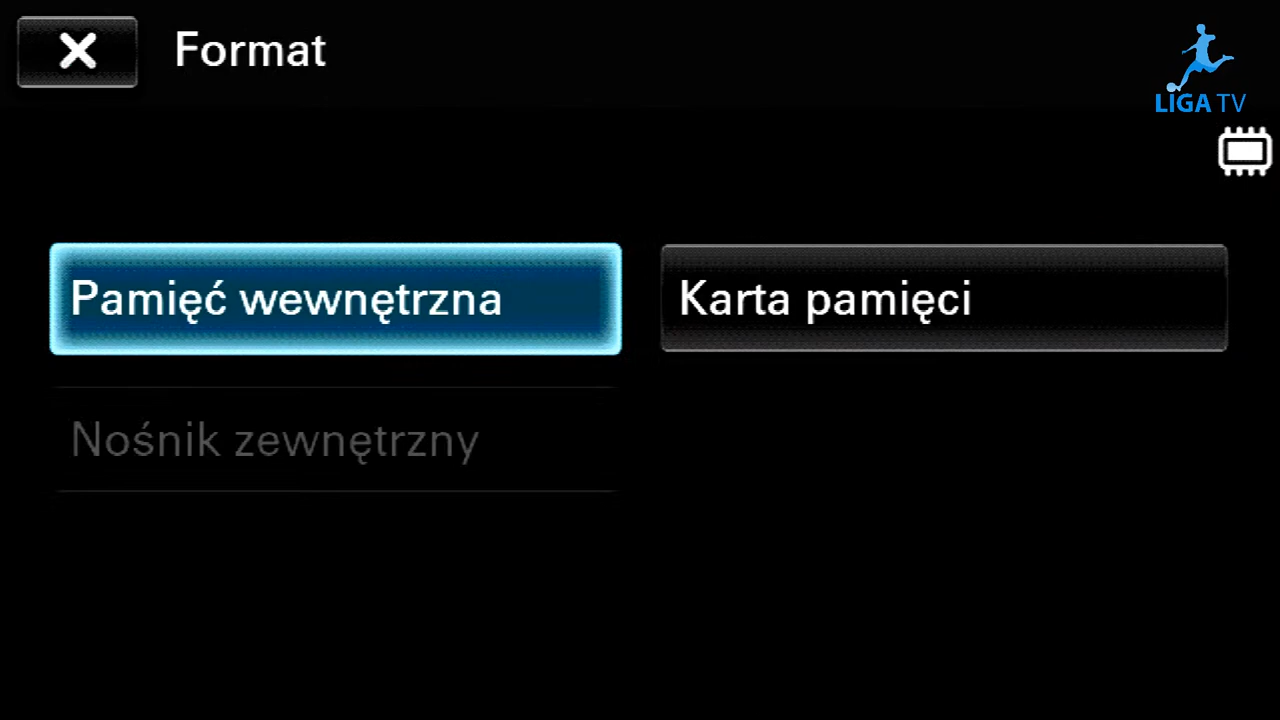 Format
LIGA TV
Pamięć wewnętrzna
Karta pamięci
Nośnik zewnętrzny